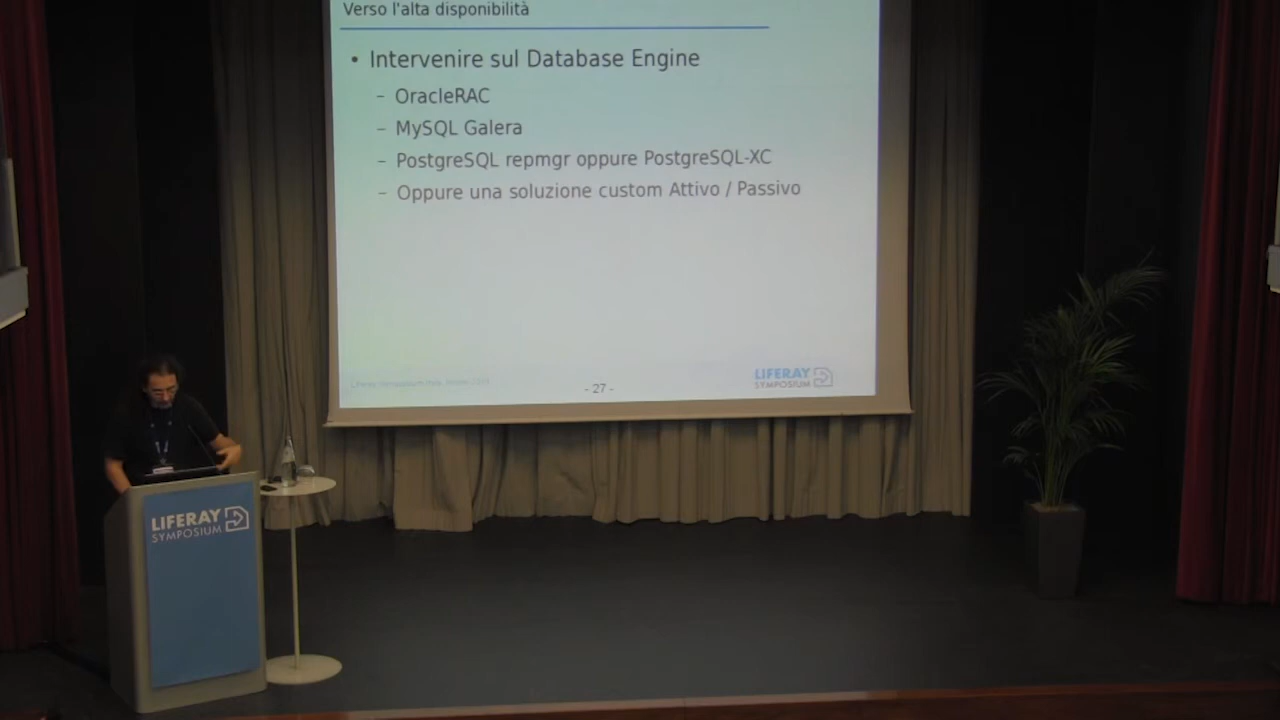 Verso l'alta disponibilità
• Intervenire sul Database Engine
– OracleRAC
– MySQL Galera
– PostgreSQL repmgr oppure PostgreSQL-XC
– Oppure una soluzione custom Attivo / Passivo
- 27 -
LIFERAY
SYMPOSIUM
LIFERAY
SYMPOSIUM